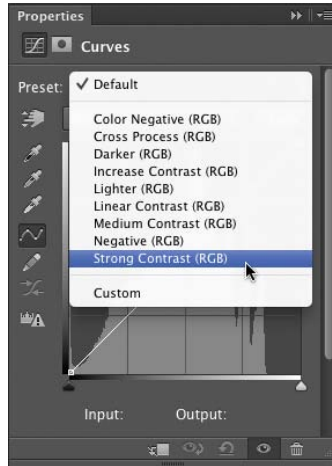 Properties
Curves
Preset:
✓ Default
Color Negative (RGB)
Cross Process (RGB)
Darker (RGB)
Increase Contrast (RGB)
Lighter (RGB)
Linear Contrast (RGB)
Medium Contrast (RGB)
Negative (RGB)
Strong Contrast (RGB)
Custom
Input: Output: